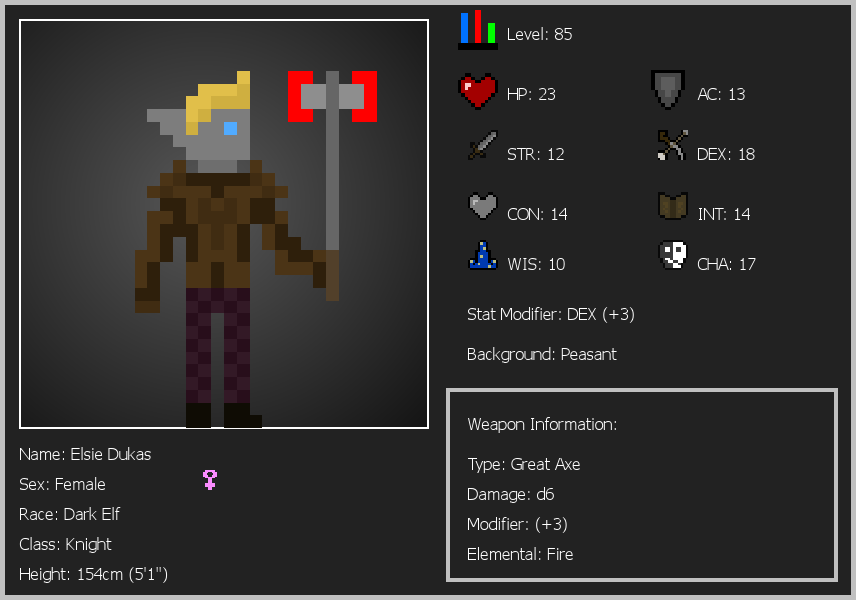 Level: 85
HP: 23
AC: 13
STR: 12
DEX: 18
CON: 14
INT: 14
WIS: 10
CHA: 17
Stat Modifier: DEX (+3)
Background: Peasant
Weapon Information:
Type: Great Axe
Damage: d6
Modifier: (+3)
Elemental: Fire
Name: Elsie Dukas
Sex: Female
Race: Dark Elf
Class: Knight
Height: 154cm (5'1")